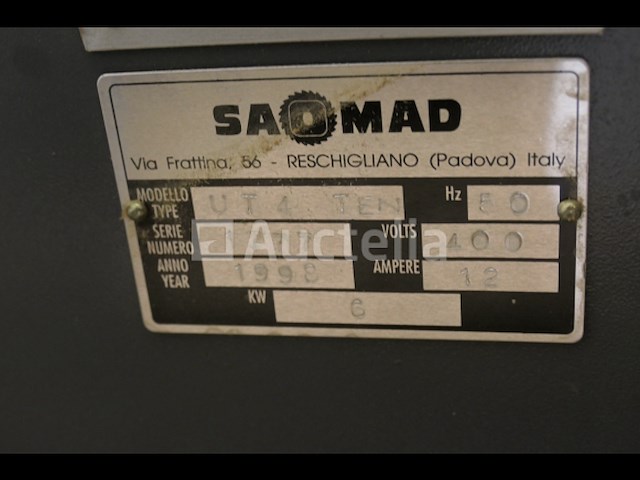 SAOMAD
Via Frattina, 56 - RESCHIGLIANO (Padova) Italy
MODELLO TYPE UT4 TEN Hz 50
SERIE NUMERO VOLTS 400
Auctelia
ANNO YEAR 1998 AMPERE 12
KW 6